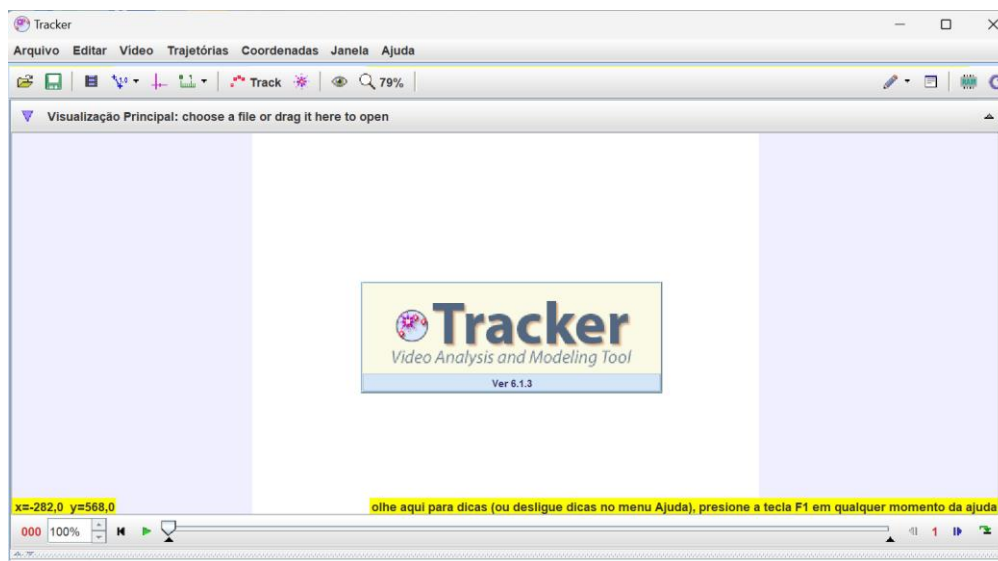 Tracker
Arquivo Editar Vídeo Trajetórias Coordenadas Janela Ajuda
Track 79%
Visualização Principal: choose a file or drag it here to open
Tracker
Video Analysis and Modeling Tool
Ver 6.1.3
x=-282,0 y=568,0 olhe aqui para dicas (ou desligue dicas no menu Ajuda), presione a tecla F1 em qualquer momento da ajuda
000 100% 1